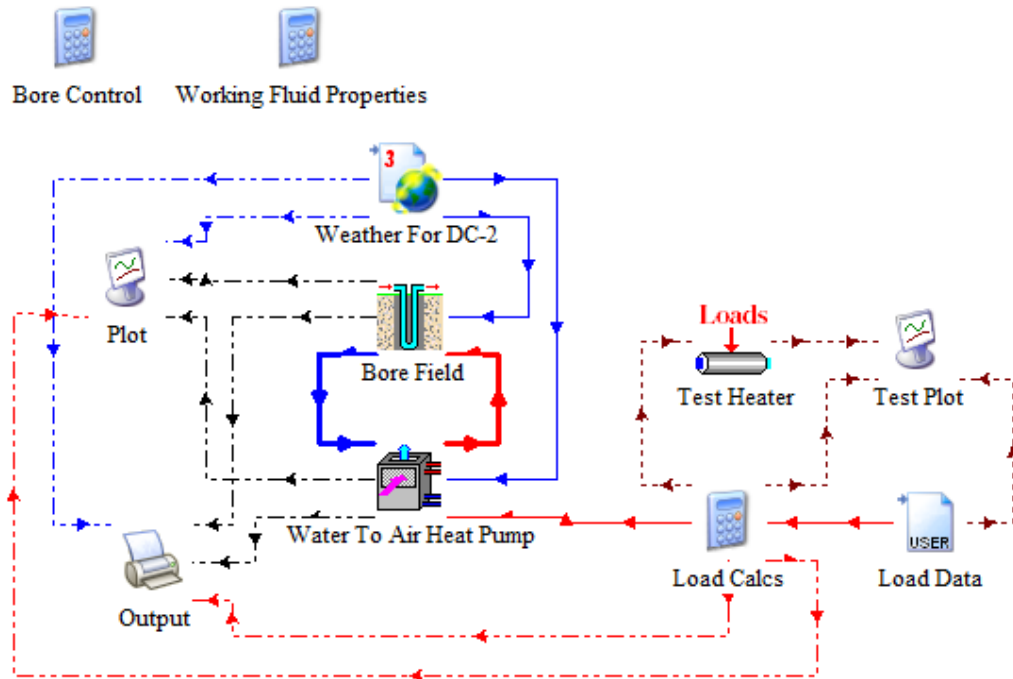 Bore Control
Working Fluid Properties
3
Weather For DC-2
Plot
Bore Field
Loads
Test Heater
Test Plot
Water To Air Heat Pump
Output
Load Calcs
USER
Load Data